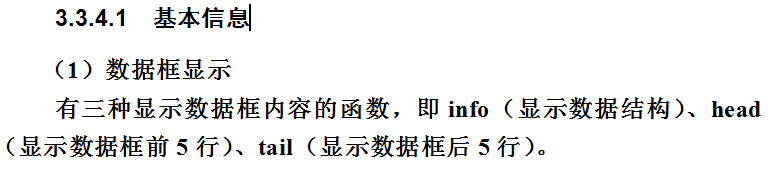 3.3.4.1 基本信息
（1）数据框显示
有三种显示数据框内容的函数，即 info（显示数据结构）、head
（显示数据框前 5 行）、tail（显示数据框后 5 行）。